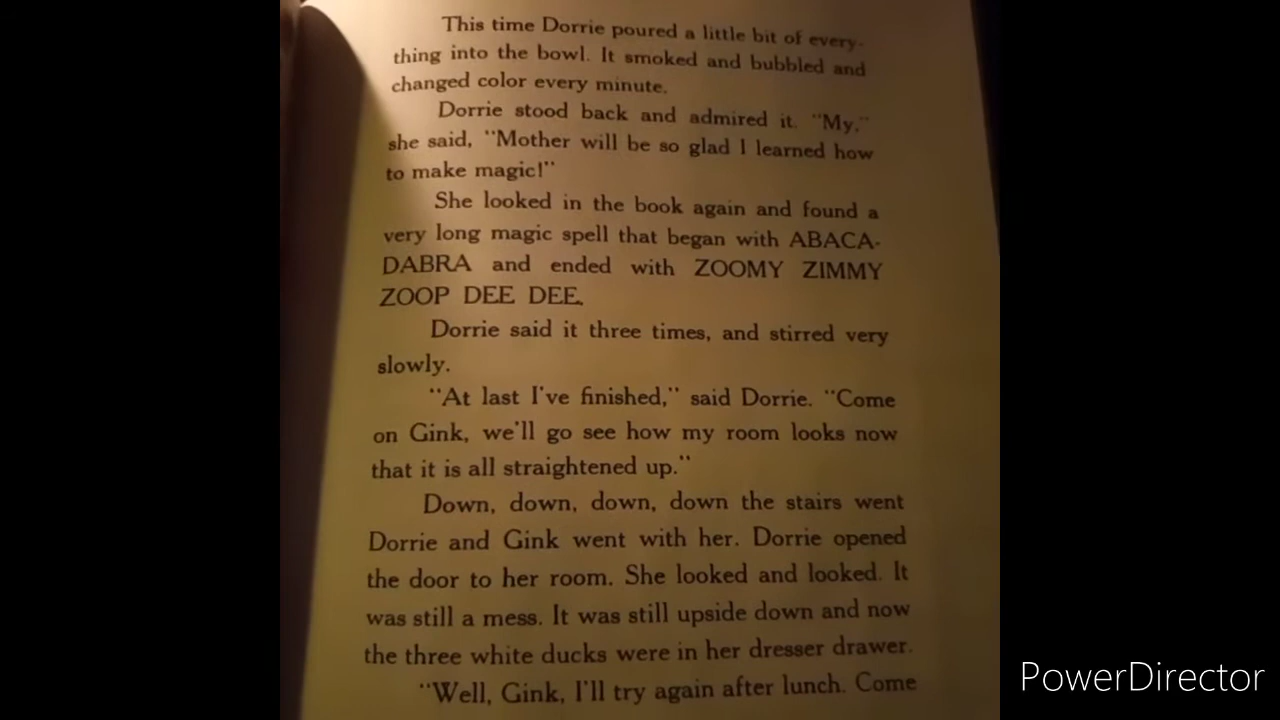 This time Dorrie poured a little bit of every-
thing into the bowl. It smoked and bubbled and
changed color every minute.
Dorrie stood back and admired it. "My,"
she said, "Mother will be so glad I learned how
to make magic!"
She looked in the book again and found a
very long magic spell that began with ABACA-
DABRA and ended with ZOOMY ZIMMY
ZOOP DEE DEE.
Dorrie said it three times, and stirred very
slowly.
"At last I've finished," said Dorrie. "Come
on Gink, we'll go see how my room looks now
that it is all straightened up."
Down, down, down, down the stairs went
Dorrie and Gink went with her. Dorrie opened
the door to her room. She looked and looked. It
was still a mess. It was still upside down and now
the three white ducks were in her dresser drawer.
"Well, Gink, I'll try again after lunch. Come
PowerDirector